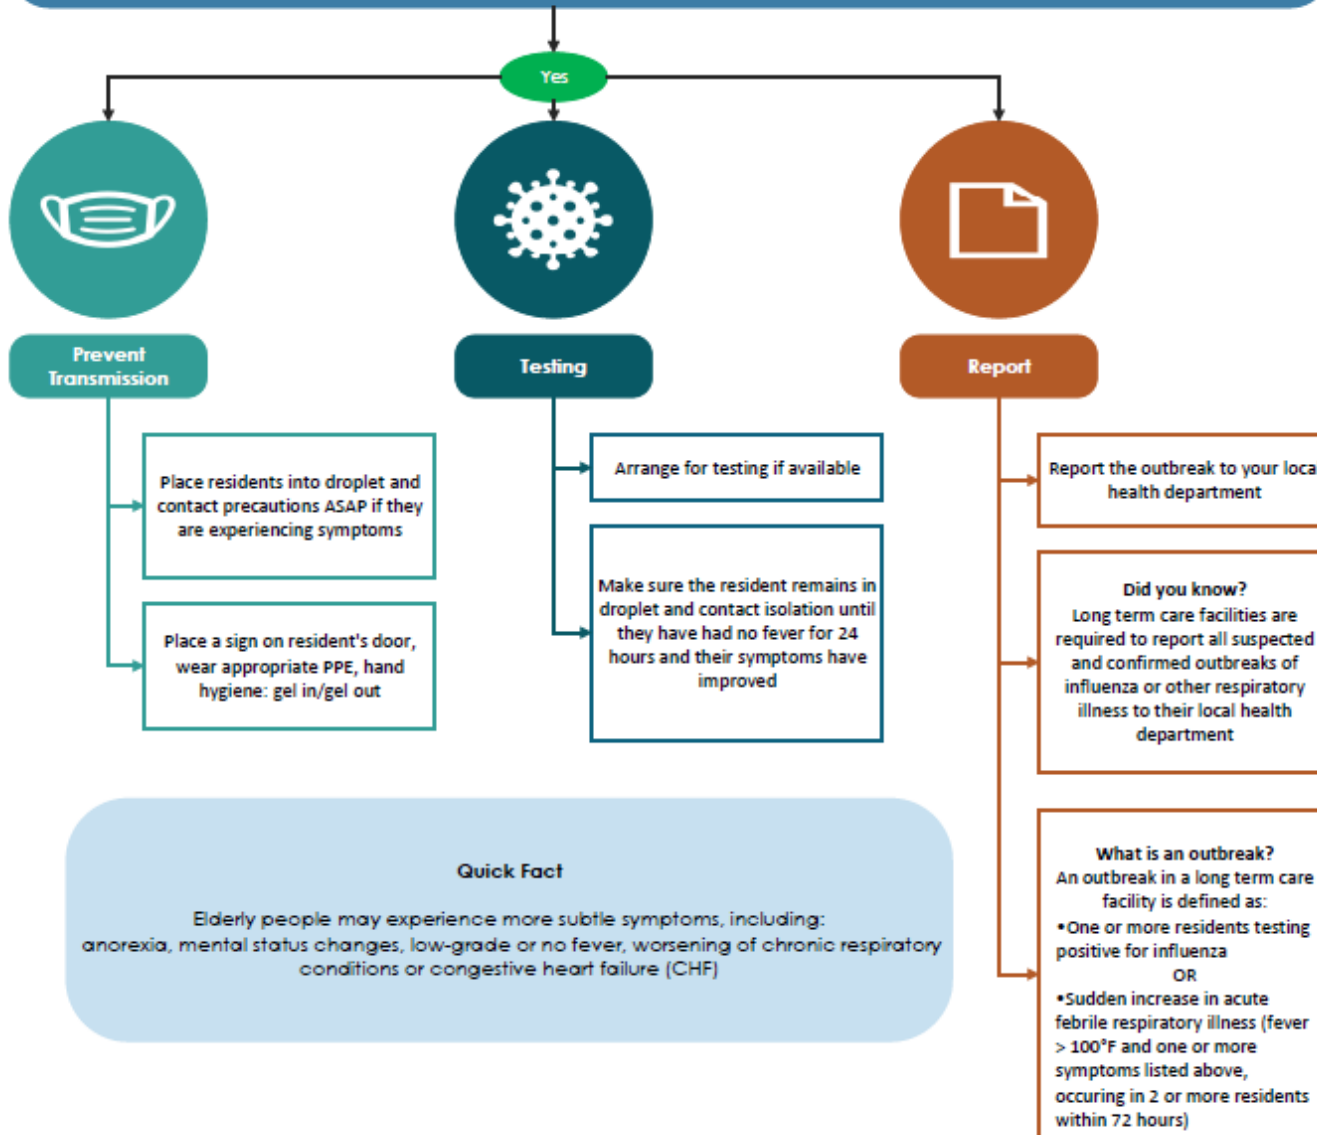 Yes
Prevent
Transmission
Place residents into droplet and
contact precautions ASAP if they
are experiencing symptoms
Place a sign on resident's door,
wear appropriate PPE, hand
hygiene: gel in/gel out
Testing
Arrange for testing if available
Make sure the resident remains in
droplet and contact isolation until
they have had no fever for 24
hours and their symptoms have
improved
Report
Report the outbreak to your local
health department
Did you know?
Long term care facilities are
required to report all suspected
and confirmed outbreaks of
influenza or other respiratory
illness to their local health
department
What is an outbreak?
An outbreak in a long term care
facility is defined as:
•One or more residents testing
positive for influenza
OR
•Sudden increase in acute
febrile respiratory illness (fever
> 100°F and one or more
symptoms listed above,
occuring in 2 or more residents
within 72 hours)
Quick Fact
Elderly people may experience more subtle symptoms, including:
anorexia, mental status changes, low-grade or no fever, worsening of chronic respiratory
conditions or congestive heart failure (CHF)